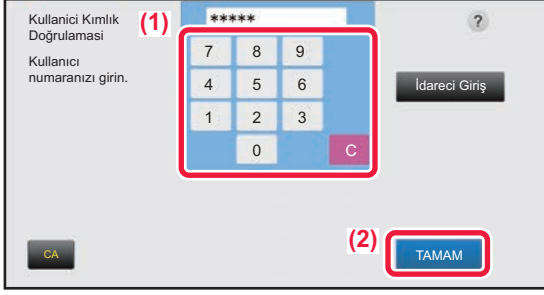 Kullanici Kımlık
Doğrulamasi
(1)
*****
?
Kullanıcı
numaranızı girin.
7 8 9
4 5 6
İdareci Giriş
1 2 3
0 C
(2)
CA
TAMAM